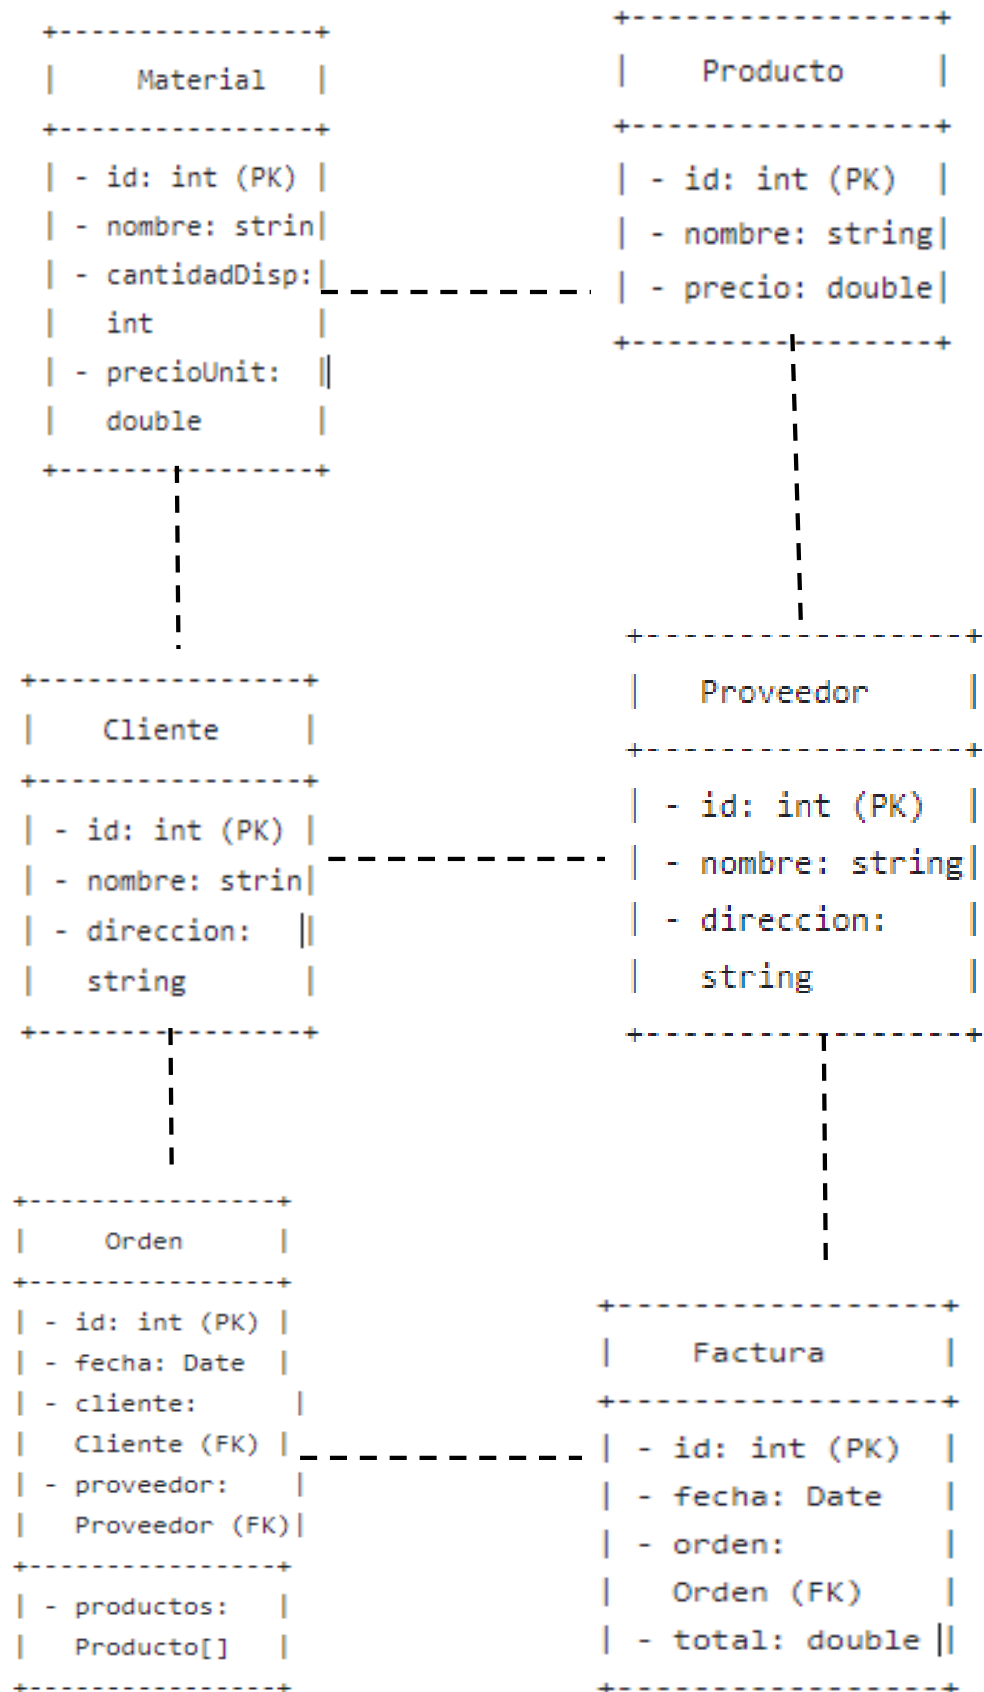 Material
- id: int (PK)
- nombre: strin
- cantidadDisp:
int
- precioUnit:
double
Producto
- id: int (PK)
- nombre: string
- precio: double
Cliente
- id: int (PK)
- nombre: strin
- direccion:
string
Proveedor
- id: int (PK)
- nombre: string
- direccion:
string
Orden
- id: int (PK)
- fecha: Date
- cliente:
Cliente (FK)
- proveedor:
Proveedor (FK)
- productos:
Producto[]
Factura
- id: int (PK)
- fecha: Date
- orden:
Orden (FK)
- total: double